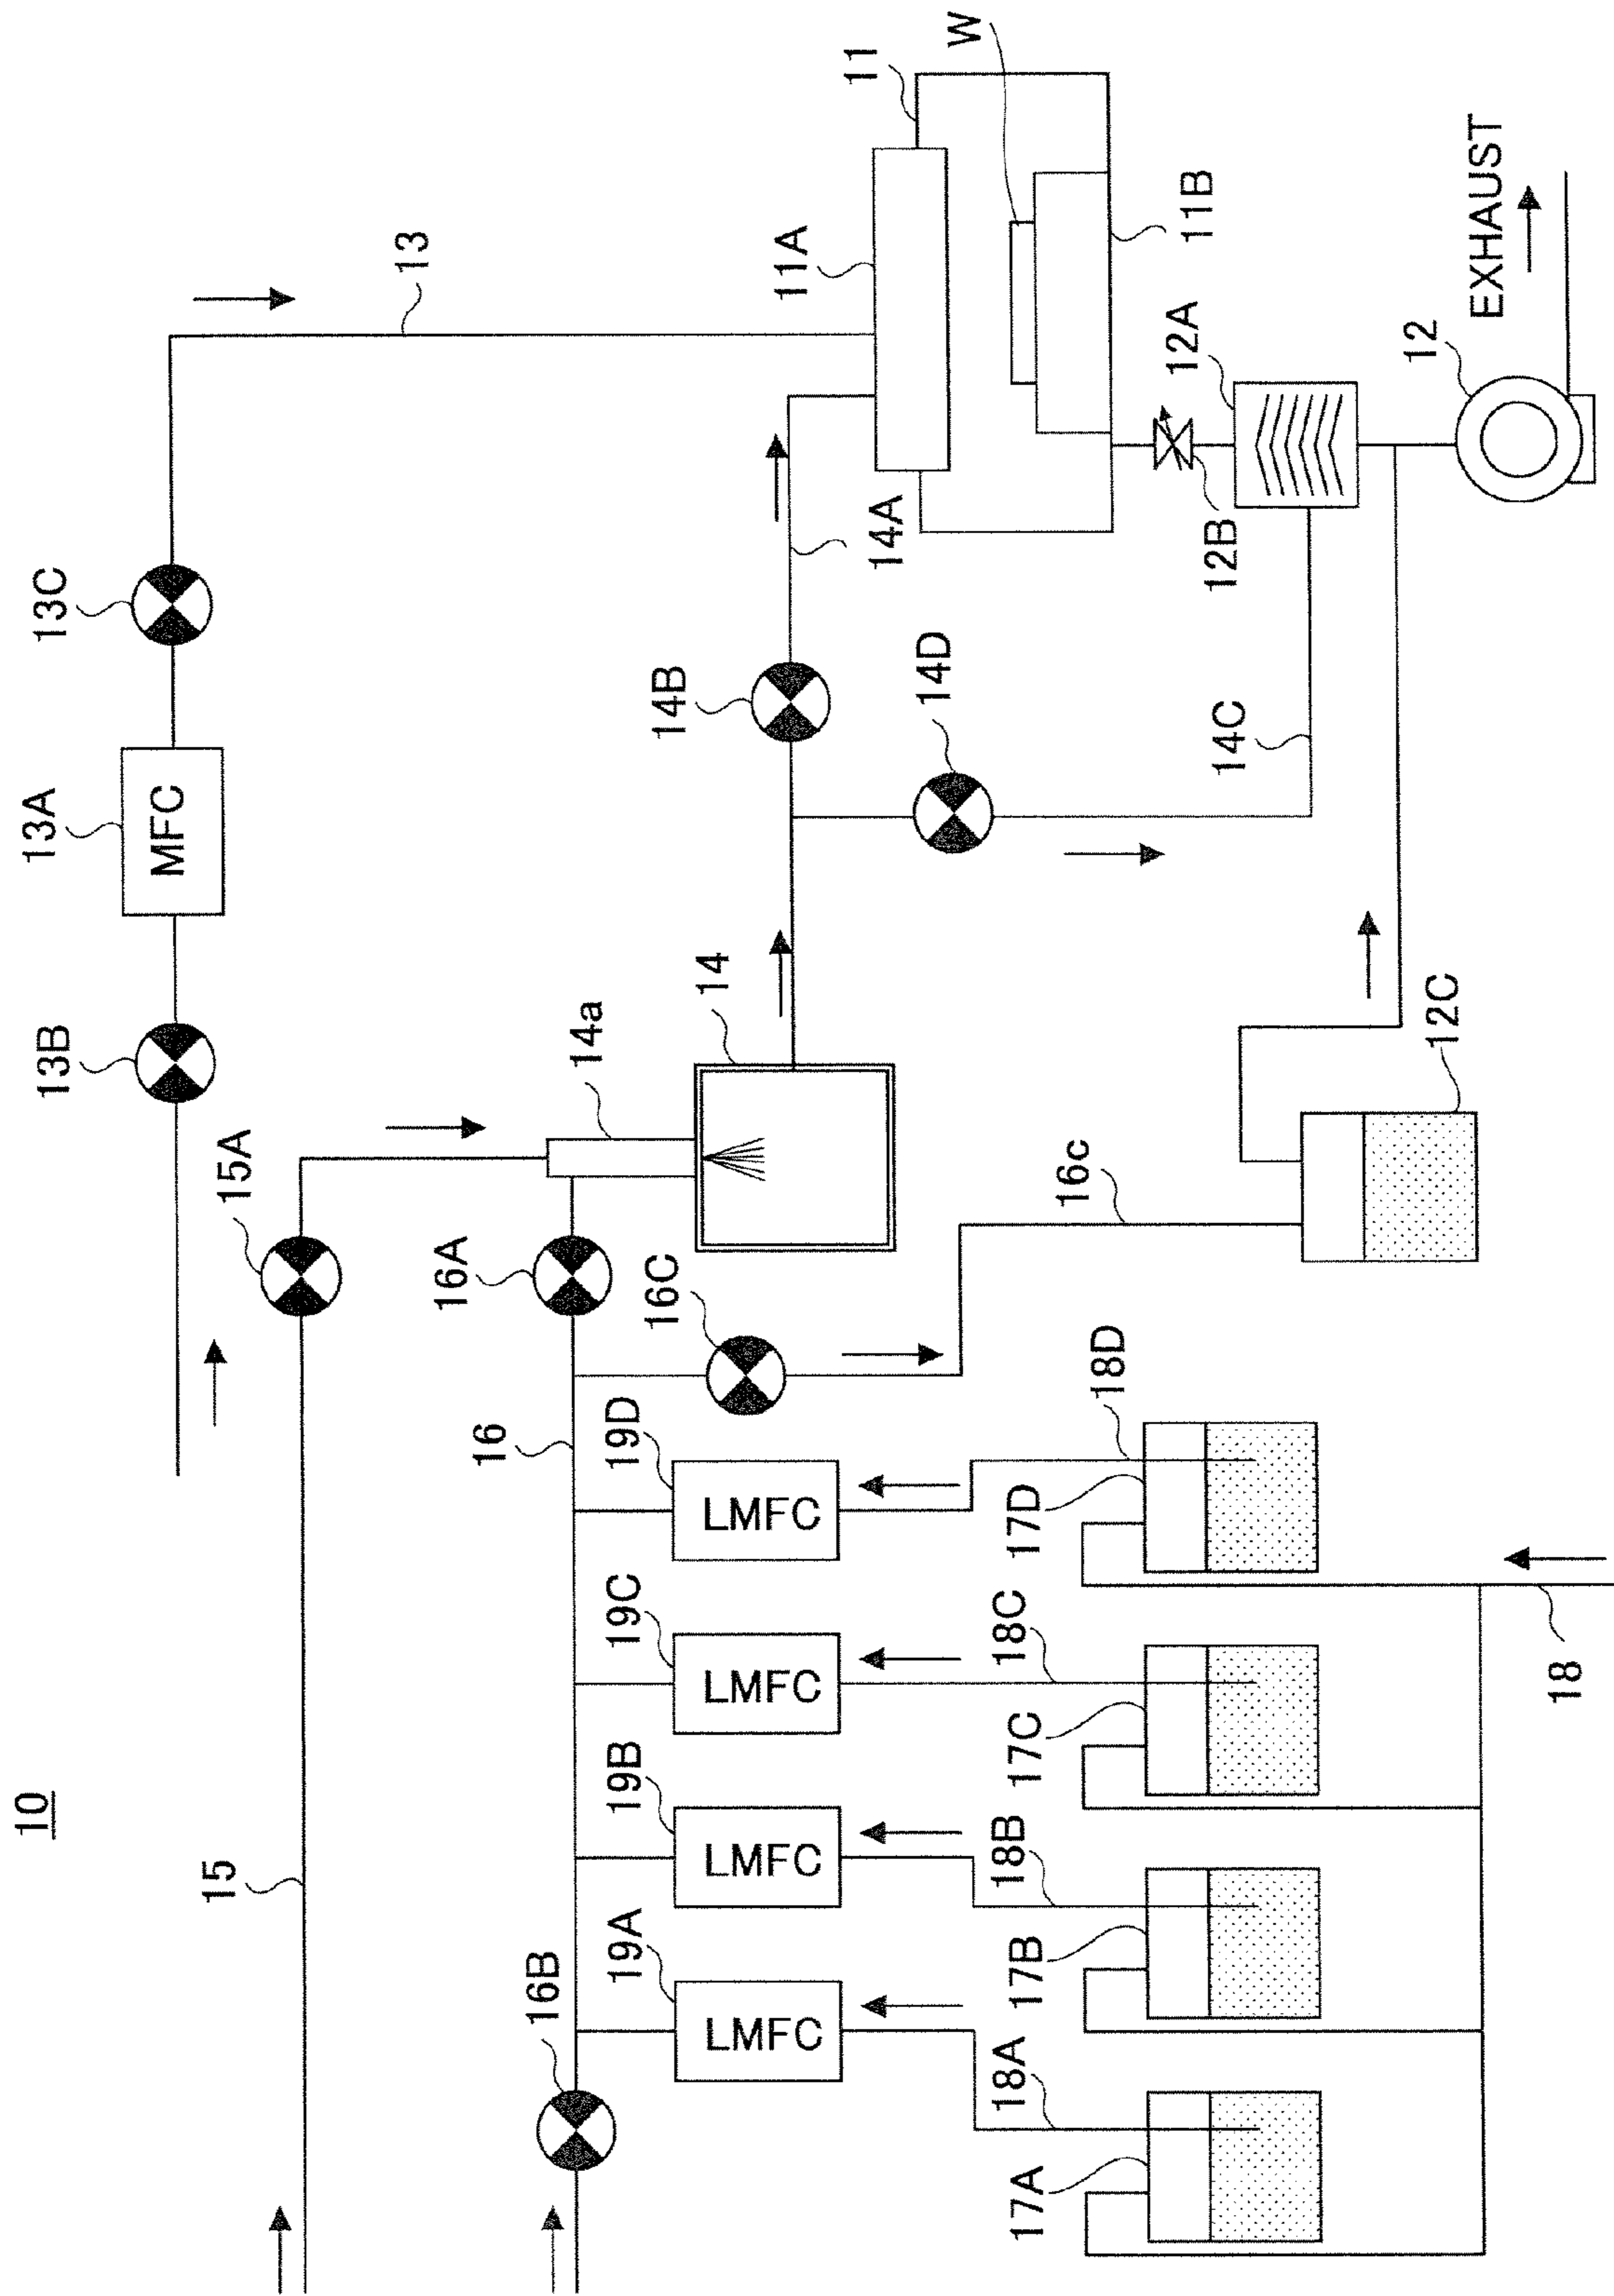 10
15
15A
13B
13A
MFC
13C
13
16B
16
16A
14a
14
14B
14A
11A
11
W
19A
LMFC
19B
LMFC
19C
LMFC
19D
LMFC
16C
14D
11B
18A
18B
18C
18D
16c
14C
12B
12A
17A
17B
17C
17D
12C
12
EXHAUST
18